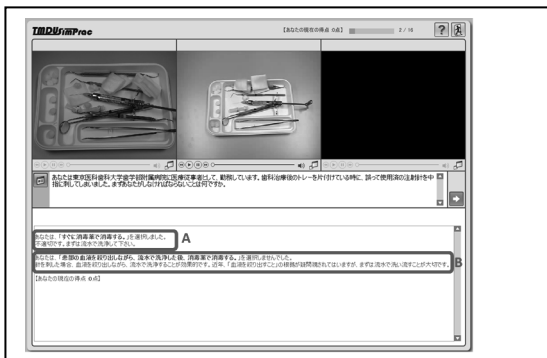 TMDUsimPrac
【あなたの現在の得点 0点】
2 / 16
?
あなたは東京医科歯科大学歯学部附属病院に医療従事者として、勤務しています。歯科治療後のトレーを片付けている時に、誤って使用済の注射針を中
指に刺してしまいました。まずあなたがしなければならないことは何ですか。
あなたは、「すぐに消毒薬で消毒する。」を選択しました。
不適切です。まずは流水で洗浄して下さい。
A
あなたは、「患部の血液を絞り出しながら、流水で洗浄した後、消毒薬で消毒する。」を選択しませんでした。
針を刺した場合、血液を絞り出しながら、流水で洗浄することが効果的です。近年、「血液を絞り出すこと」の根拠が疑問視されてはいますが、まずは流水で洗い流すことが大切です。
B
【あなたの現在の得点 0点】